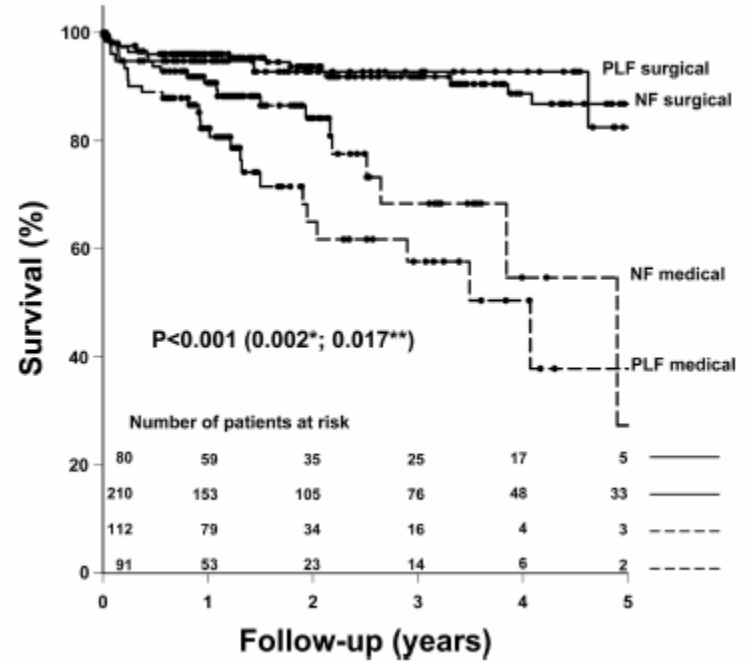 100
80
60
40
20
0
Survival (%)
PLF surgical
NF surgical
NF medical
PLF medical
P<0.001 (0.002*; 0.017**)
Number of patients at risk
80 59 35 25 17 5
210 153 105 76 48 33
112 79 34 16 4 3
91 53 23 14 6 2
0 1 2 3 4 5
Follow-up (years)